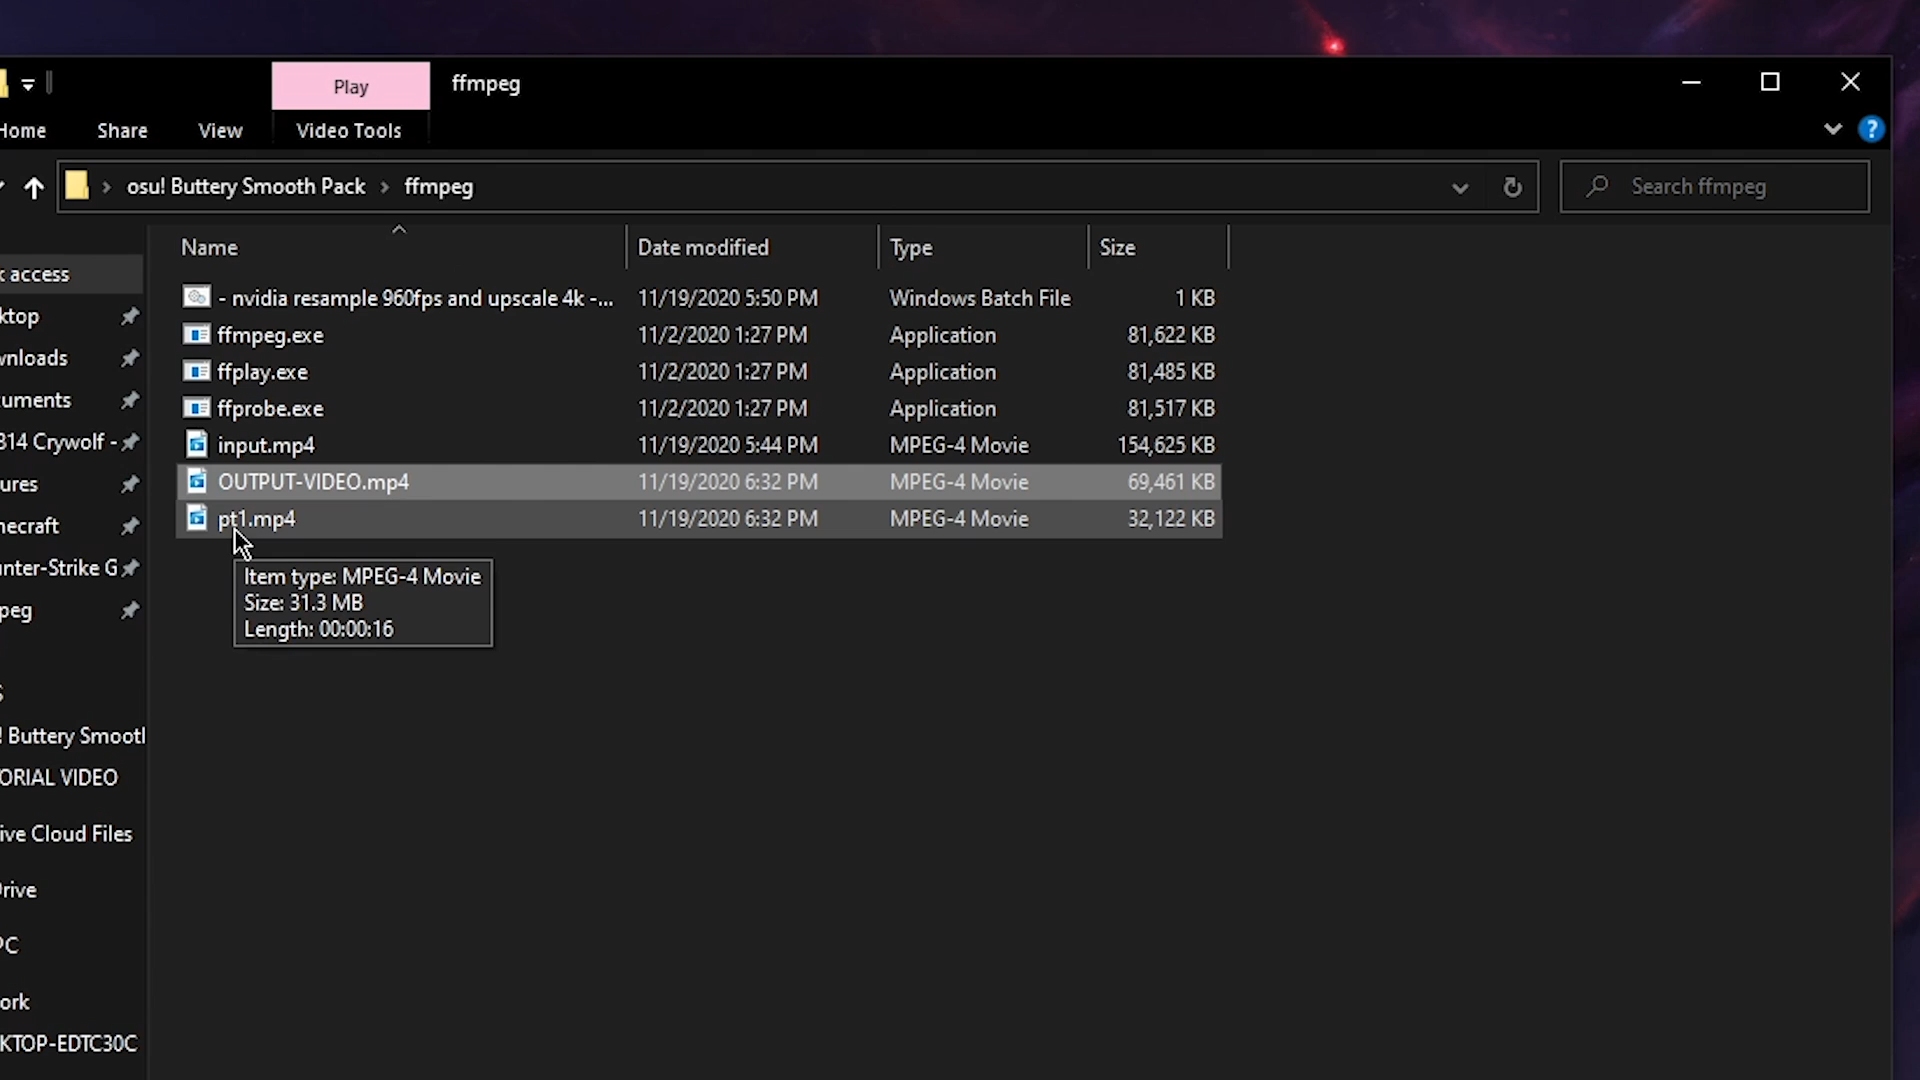 Play
ffmpeg
Home
Share
View
Video Tools
osu! Buttery Smooth Pack > ffmpeg
Search ffmpeg
Name
Date modified
Type
Size
- nvidia resample 960fps and upscale 4k -...
11/19/2020 5:50 PM
Windows Batch File
1 KB
ffmpeg.exe
11/2/2020 1:27 PM
Application
81,622 KB
ffplay.exe
11/2/2020 1:27 PM
Application
81,485 KB
ffprobe.exe
11/2/2020 1:27 PM
Application
81,517 KB
input.mp4
11/19/2020 5:44 PM
MPEG-4 Movie
154,625 KB
OUTPUT-VIDEO.mp4
11/19/2020 6:32 PM
MPEG-4 Movie
69,461 KB
pt1.mp4
11/19/2020 6:32 PM
MPEG-4 Movie
32,122 KB
Item type: MPEG-4 Movie
Size: 31.3 MB
Length: 00:00:16
k access
ktop
wnloads
cuments
314 Crywolf -
ures
necraft
nter-Strike G
peg
! Buttery Smootl
ORIAL VIDEO
ive Cloud Files
Drive
PC
ork
KTOP-EDTC30C